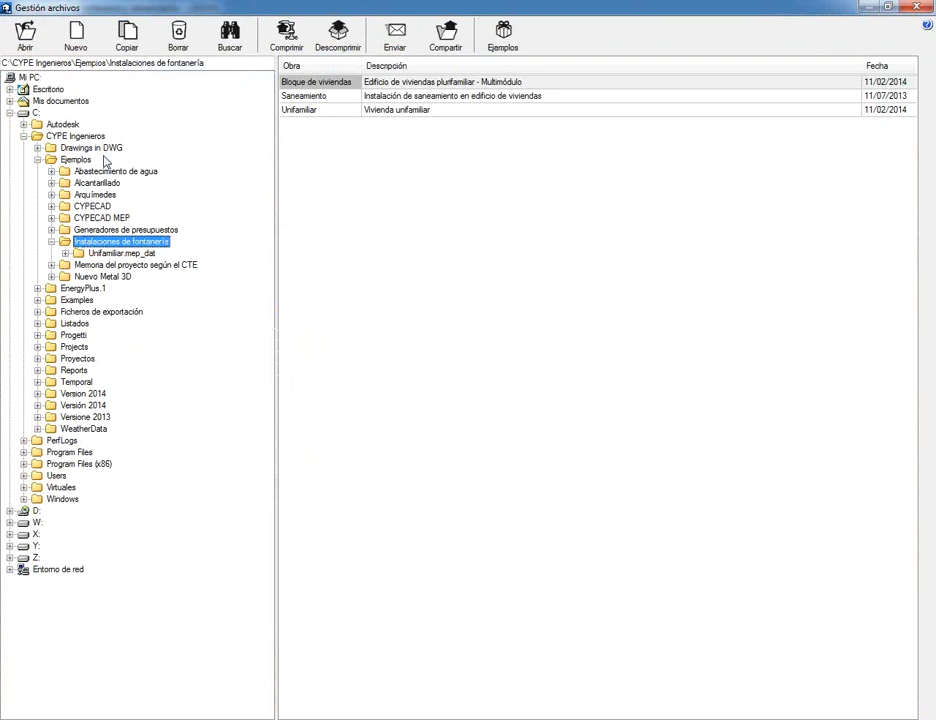 Gestión archivos
Abrir
Nuevo
Copiar
Borrar
Buscar
Comprimir
Descomprimir
Enviar
Compartir
Ejemplos
C:\CYPE Ingenieros\Ejemplos\Instalaciones de fontanería
Mi PC:
Escritorio
Mis documentos
C:
Autodesk
CYPE Ingenieros
Drawings in DWG
Ejemplos
Abastecimiento de agua
Alcantarillado
Arquímedes
CYPECAD
CYPECAD MEP
Generadores de presupuestos
Instalaciones de fontanería
Unifamiliar.mep_dat
Memoria del proyecto según el CTE
Nuevo Metal 3D
EnergyPlus.1
Examples
Ficheros de exportación
Listados
Progetti
Projects
Proyectos
Reports
Temporal
Version 2014
Versión 2014
Versione 2013
WeatherData
PerfLogs
Program Files
Program Files (x86)
Users
Virtuales
Windows
D:
W:
X:
Y:
Z:
Entorno de red
Obra Descripción Fecha
Bloque de viviendas Edificio de viviendas plurifamiliar - Multimódulo 11/02/2014
Saneamiento Instalación de saneamiento en edificio de viviendas 11/07/2013
Unifamiliar Vivienda unifamiliar 11/02/2014